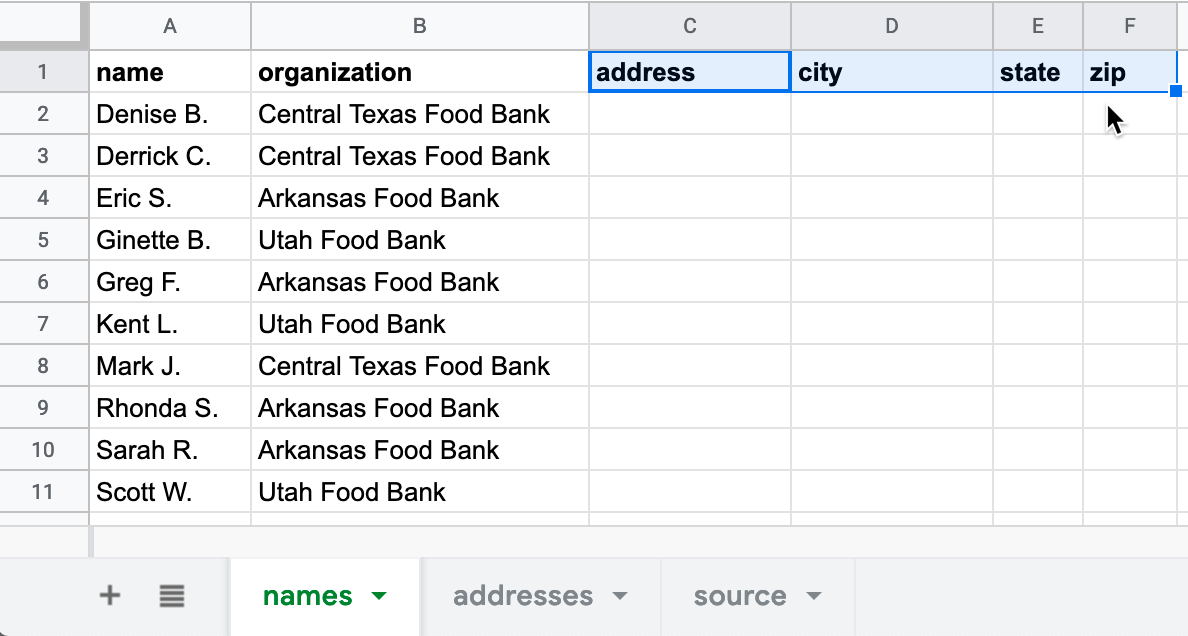 A B C D E F
1 name organization address city state zip
2 Denise B. Central Texas Food Bank
3 Derrick C. Central Texas Food Bank
4 Eric S. Arkansas Food Bank
5 Ginette B. Utah Food Bank
6 Greg F. Arkansas Food Bank
7 Kent L. Utah Food Bank
8 Mark J. Central Texas Food Bank
9 Rhonda S. Arkansas Food Bank
10 Sarah R. Arkansas Food Bank
11 Scott W. Utah Food Bank
names addresses source